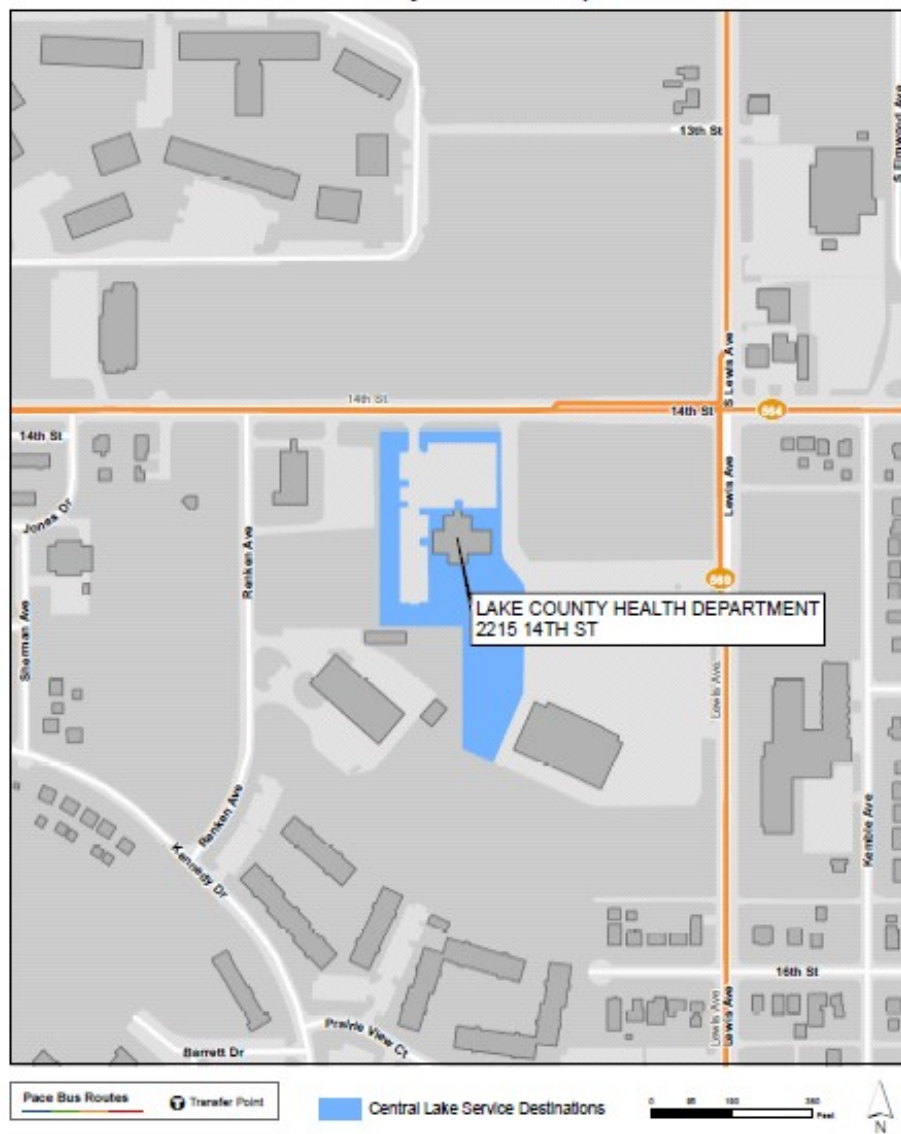 13th St
S Elmwood Ave
S Lewis Ave
14th St
14th St
564
14th St
Jones Dr
Renken Ave
Lewis Ave
569
LAKE COUNTY HEALTH DEPARTMENT
2215 14TH ST
Sherman Ave
Lewis Ave
Renken Ave
Kennedy Dr
Kemble Ave
16th St
Lewis Ave
Lewis Ave
Prairie View Ct
Barrett Dr
Pace Bus Routes
T Transfer Point
Central Lake Service Destinations
0
Feet
N